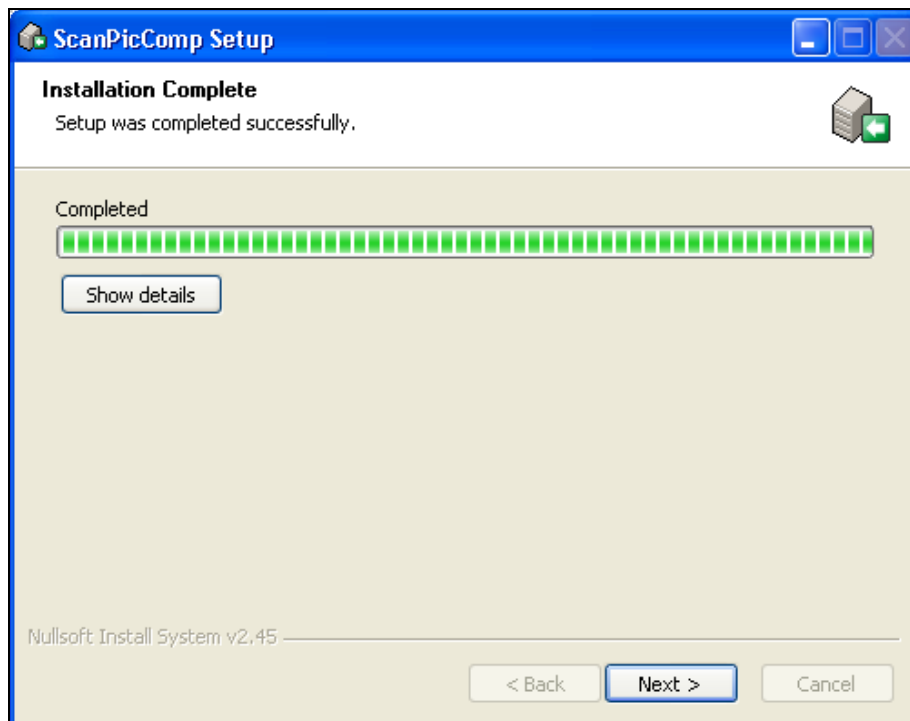 ScanPicComp Setup
Installation Complete
Setup was completed successfully.
Completed
Show details
Nullsoft Install System v2.45
< Back Next > Cancel